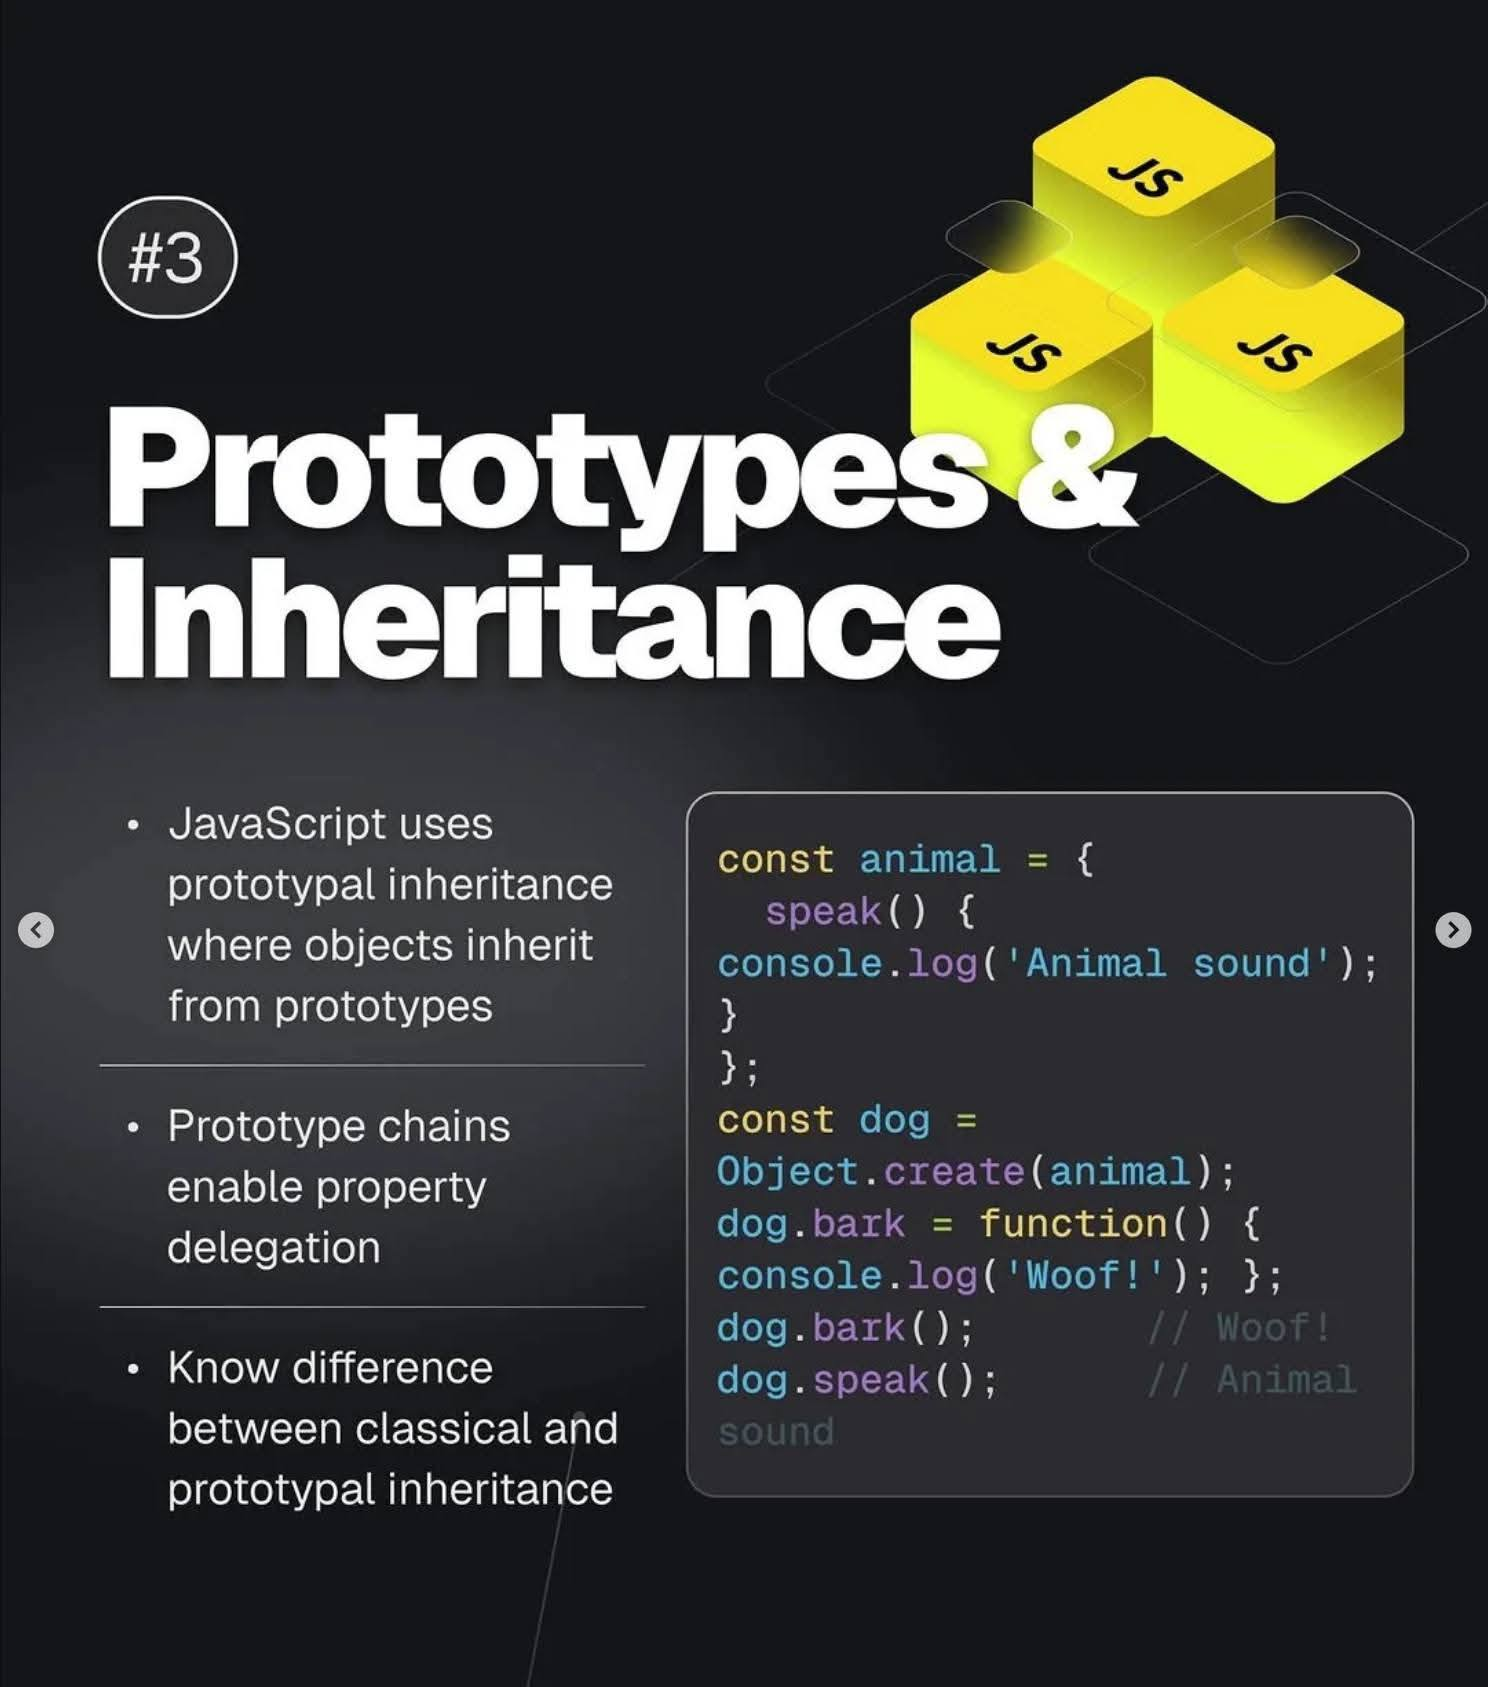 JS
#3
JS
JS
Prototypes &
Inheritance
• JavaScript uses
prototypal inheritance
where objects inherit
from prototypes
• Prototype chains
enable property
delegation
• Know difference
between classical and
prototypal inheritance
const animal = {
  speak() {
console.log('Animal sound');
}
};
const dog =
Object.create(animal);
dog.bark = function() {
console.log('Woof!'); };
dog.bark();       // Woof!
dog.speak();      // Animal
sound